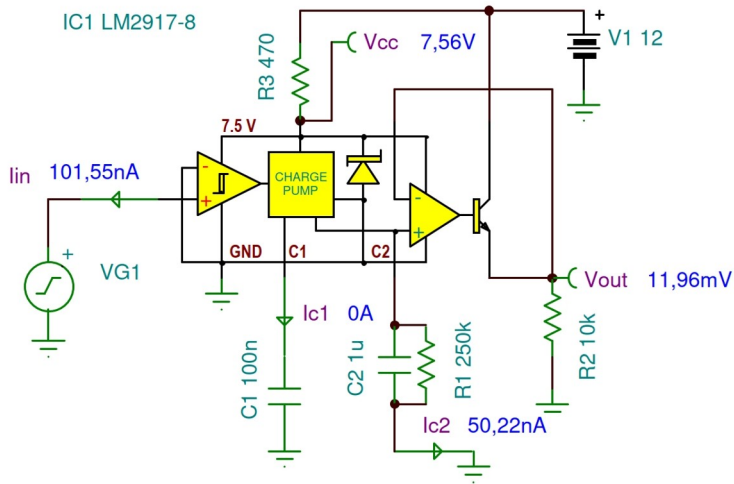 IC1 LM2917-8
R3 470
Vcc 7,56V
+
V1 12
7.5 V
Iin 101,55nA
-
+
CHARGE
PUMP
-
+
GND C1 C2
+
VG1
Ic1 0A
Vout 11,96mV
C1 100n
C2 1u
R1 250k
R2 10k
Ic2 50,22nA